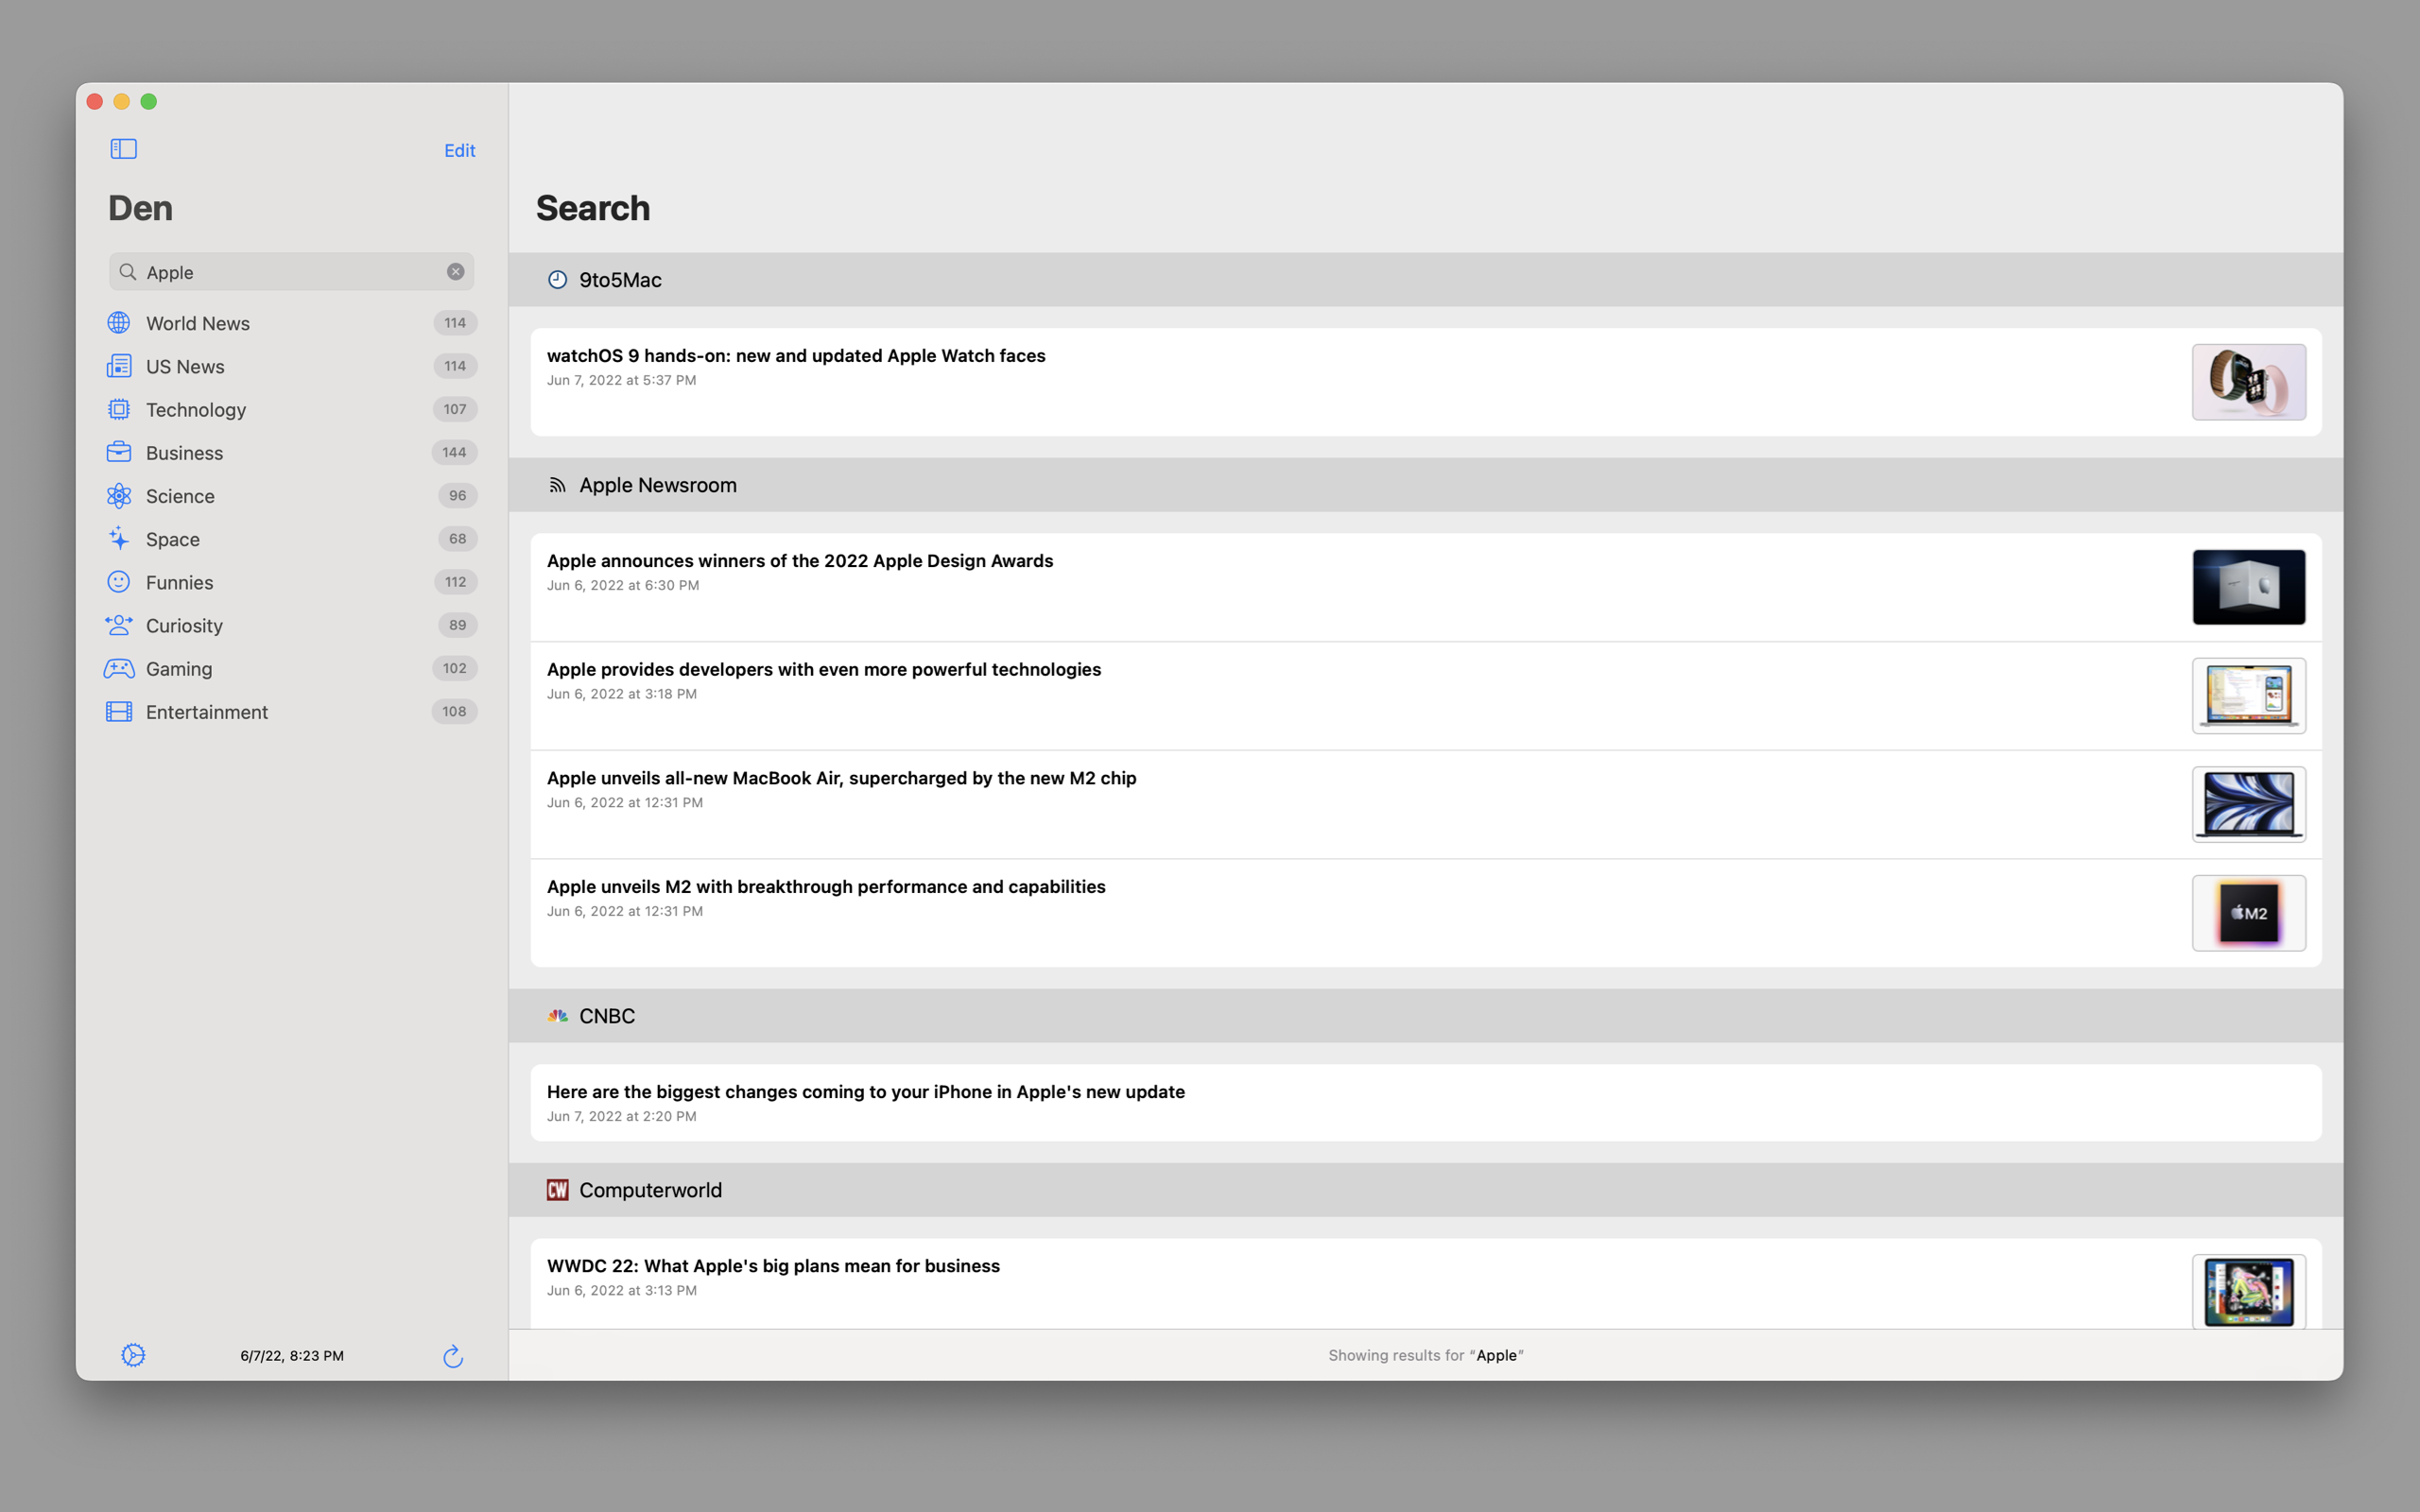 Edit
Den
Apple
World News 114
US News 114
Technology 107
Business 144
Science 96
Space 68
Funnies 112
Curiosity 89
Gaming 102
Entertainment 108
6/7/22, 8:23 PM
Search
9to5Mac
watchOS 9 hands-on: new and updated Apple Watch faces
Jun 7, 2022 at 5:37 PM
Apple Newsroom
Apple announces winners of the 2022 Apple Design Awards
Jun 6, 2022 at 6:30 PM
Apple provides developers with even more powerful technologies
Jun 6, 2022 at 3:18 PM
Apple unveils all-new MacBook Air, supercharged by the new M2 chip
Jun 6, 2022 at 12:31 PM
Apple unveils M2 with breakthrough performance and capabilities
Jun 6, 2022 at 12:31 PM
M2
CNBC
Here are the biggest changes coming to your iPhone in Apple's new update
Jun 7, 2022 at 2:20 PM
CW Computerworld
WWDC 22: What Apple's big plans mean for business
Jun 6, 2022 at 3:13 PM
Showing results for “Apple”